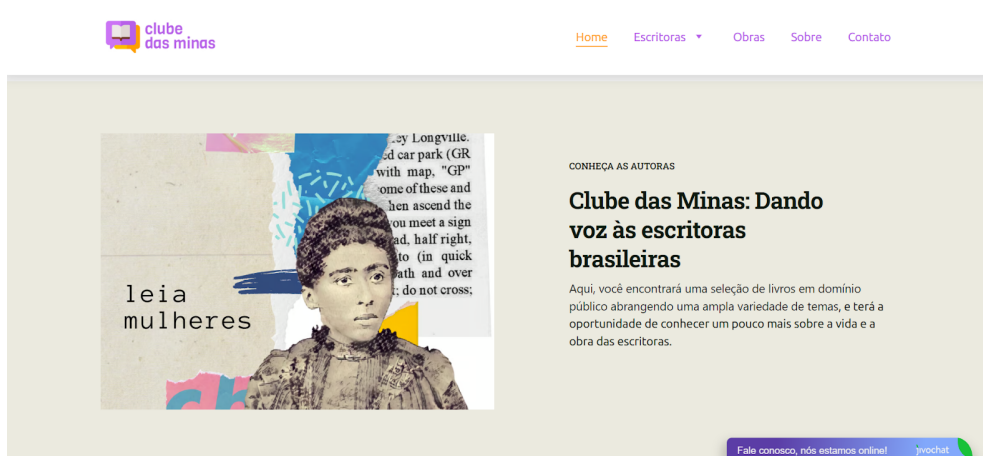 clube
das minas
Home Escritoras Obras Sobre Contato
leia
mulheres
ey Longville.
ed car park (GR
with map, "GP"
ome of these and
hen ascend the
you meet a sign
ad, half right,
to (in quick
ath and over
; do not cross;
CONHEÇA AS AUTORAS
Clube das Minas: Dando
voz às escritoras
brasileiras
Aqui, você encontrará uma seleção de livros em domínio
público abrangendo uma ampla variedade de temas, e terá a
oportunidade de conhecer um pouco mais sobre a vida e a
obra das escritoras.
Fale conosco, nós estamos online! jivochat